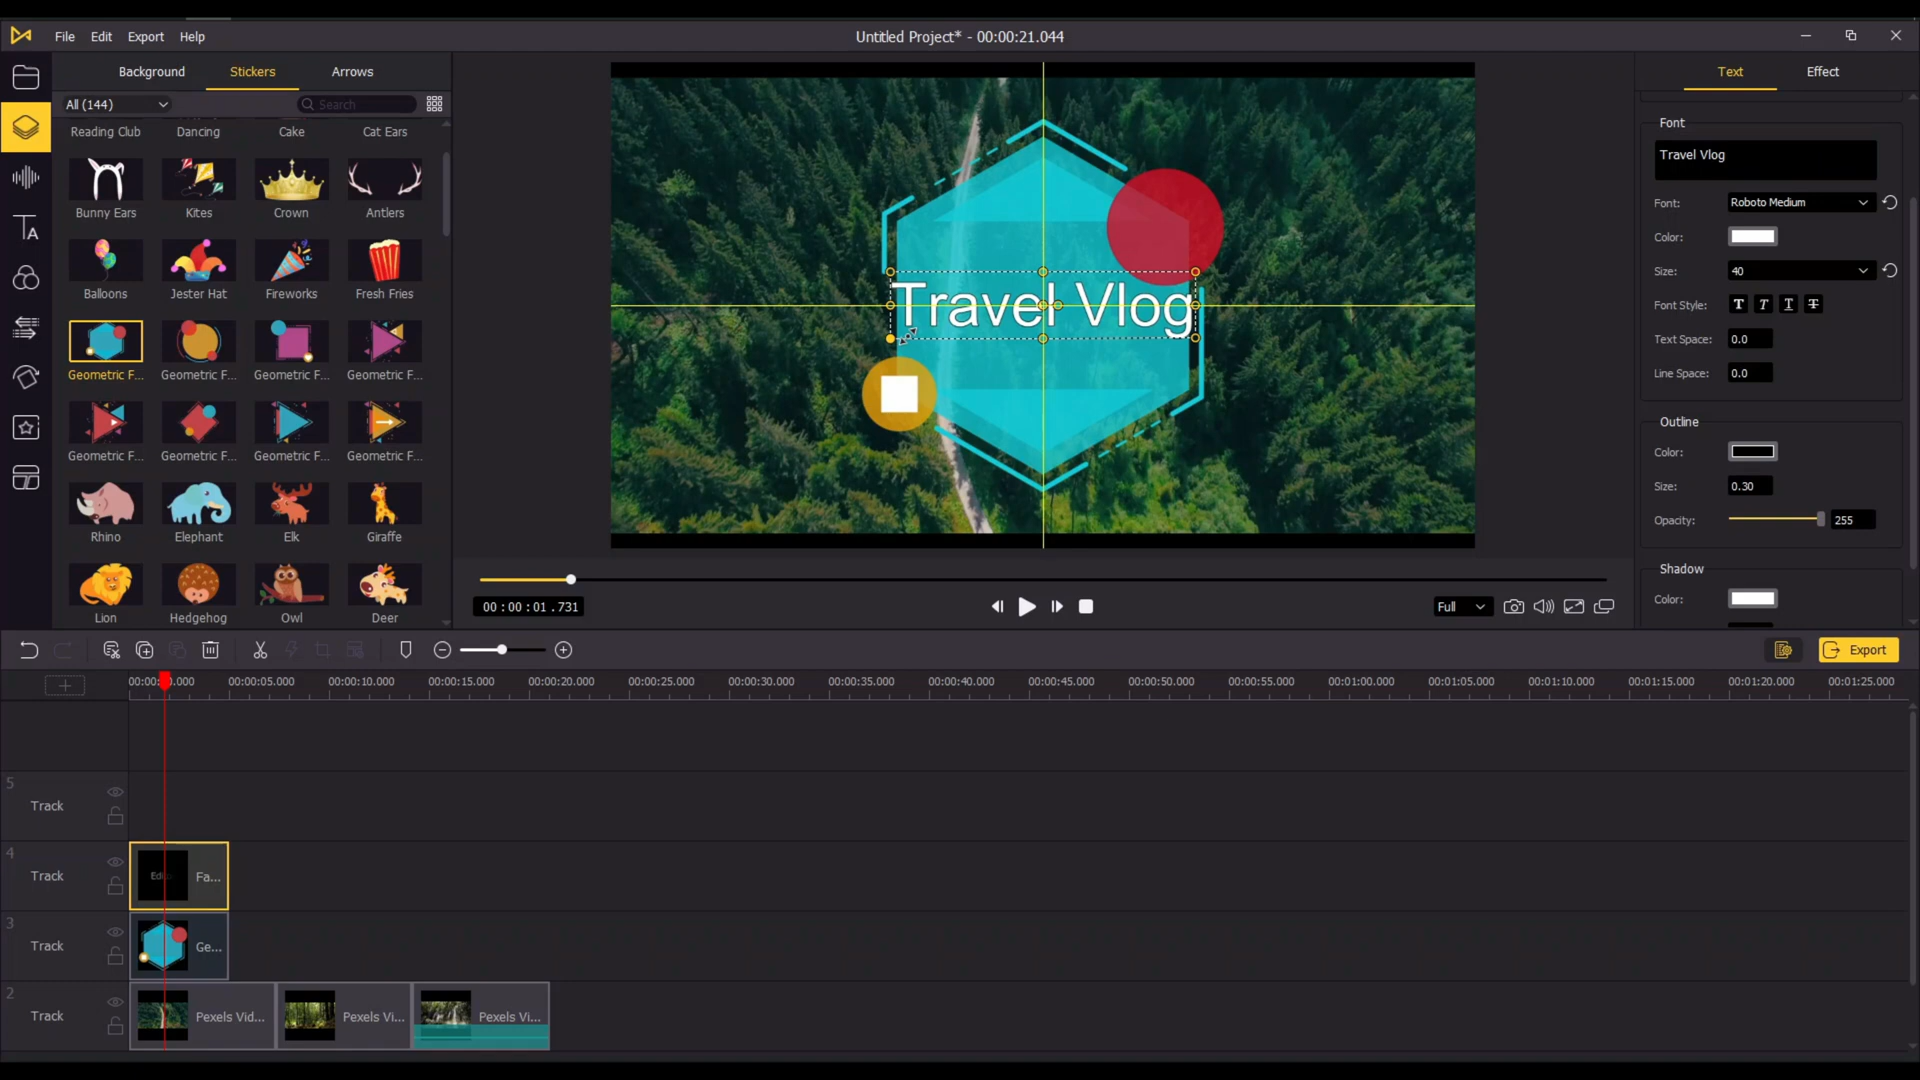 File Edit Export Help
Untitled Project* - 00:00:21.044
Background Stickers Arrows
All (144) Search
Reading Club Dancing Cake Cat Ears
Bunny Ears Kites Crown Antlers
Balloons Jester Hat Fireworks Fresh Fries
Geometric F... Geometric F... Geometric F... Geometric F...
Geometric F... Geometric F... Geometric F... Geometric F...
Rhino Elephant Elk Giraffe
Lion Hedgehog Owl Deer
Travel Vlog
00 : 00 : 01 . 731
Full
Text Effect
Font
Travel Vlog
Font: Roboto Medium
Color:
Size: 40
Font Style: T T T T
Text Space: 0.0
Line Space: 0.0
Outline
Color:
Size: 0.30
Opacity: 255
Shadow
Color:
Export
00:00:05.000 00:00:10.000 00:00:15.000 00:00:20.000 00:00:25.000 00:00:30.000 00:00:35.000 00:00:40.000 00:00:45.000 00:00:50.000 00:00:55.000 00:01:00.000 00:01:05.000 00:01:10.000 00:01:15.000 00:01:20.000 00:01:25.000
5
Track
4
Track Fa...
3
Track Ge...
2
Track Pexels Vid... Pexels Vi... Pexels Vi...